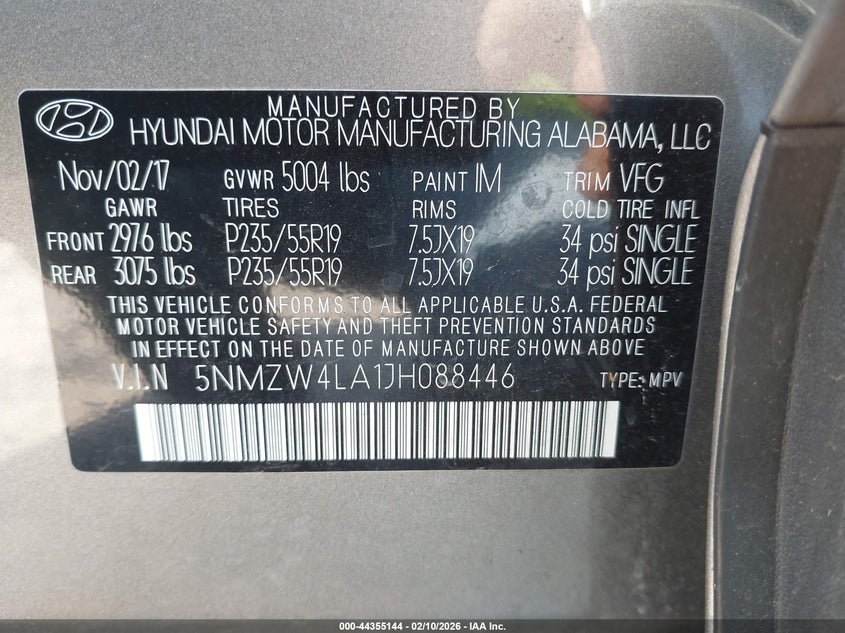 MANUFACTURED BY
HYUNDAI MOTOR MANUFACTURING ALABAMA, LLC
Nov/02/17 GVWR 5004 lbs PAINT 1M TRIM VFG
GAWR TIRES RIMS COLD TIRE INFL
FRONT 2976 lbs P235/55R19 7.5JX19 34 psi SINGLE
REAR 3075 lbs P235/55R19 7.5JX19 34 psi SINGLE
THIS VEHICLE CONFORMS TO ALL APPLICABLE U.S.A. FEDERAL
MOTOR VEHICLE SAFETY AND THEFT PREVENTION STANDARDS
IN EFFECT ON THE DATE OF MANUFACTURE SHOWN ABOVE
V.I.N 5NMZW4LA1JH088446 TYPE: MPV
000-44355144 - 02/10/2026 - IAA Inc.